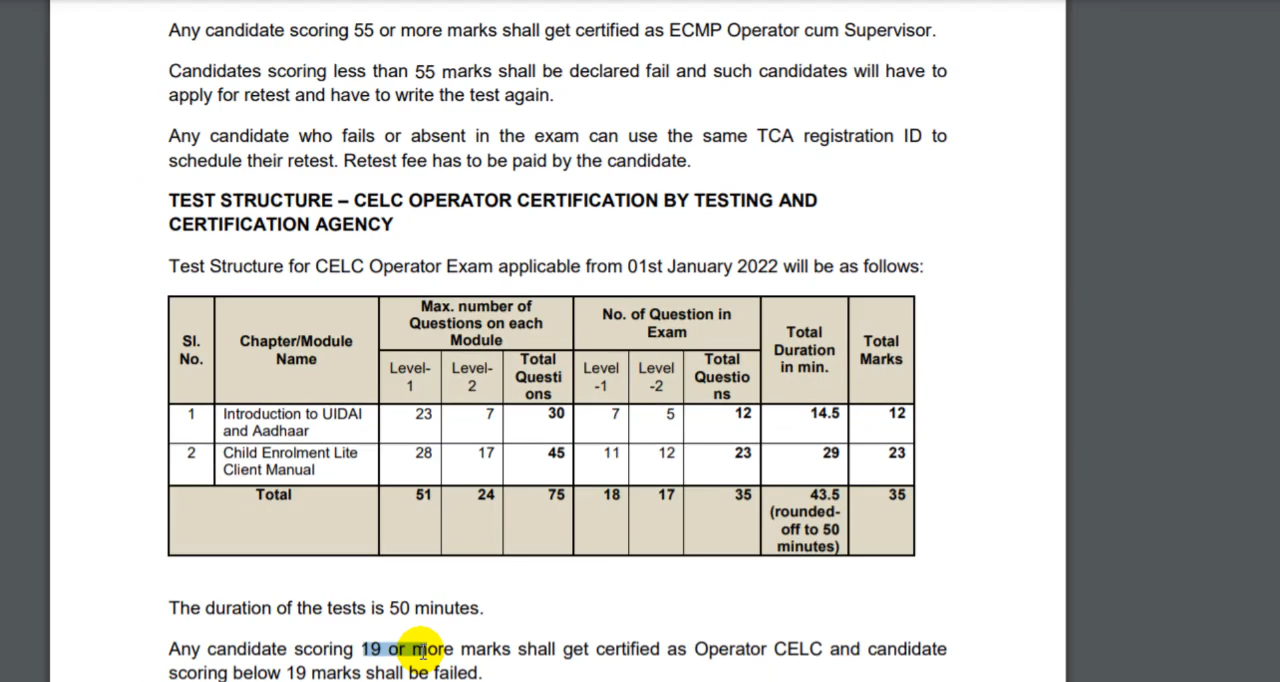 Any candidate scoring 55 or more marks shall get certified as ECMP Operator cum Supervisor.
Candidates scoring less than 55 marks shall be declared fail and such candidates will have to
apply for retest and have to write the test again.
Any candidate who fails or absent in the exam can use the same TCA registration ID to
schedule their retest. Retest fee has to be paid by the candidate.
TEST STRUCTURE – CELC OPERATOR CERTIFICATION BY TESTING AND
CERTIFICATION AGENCY
Test Structure for CELC Operator Exam applicable from 01st January 2022 will be as follows:
Sl. No. Chapter/Module Name Max. number of Questions on each Module No. of Question in Exam Total Duration in min. Total Marks
Level-1 Level-2 Total Questions Level-1 Level-2 Total Questions
1 Introduction to UIDAI and Aadhaar 23 7 30 7 5 12 14.5 12
2 Child Enrolment Lite Client Manual 28 17 45 11 12 23 29 23
Total 51 24 75 18 17 35 43.5 (rounded-off to 50 minutes) 35
The duration of the tests is 50 minutes.
Any candidate scoring 19 or more marks shall get certified as Operator CELC and candidate
scoring below 19 marks shall be failed.